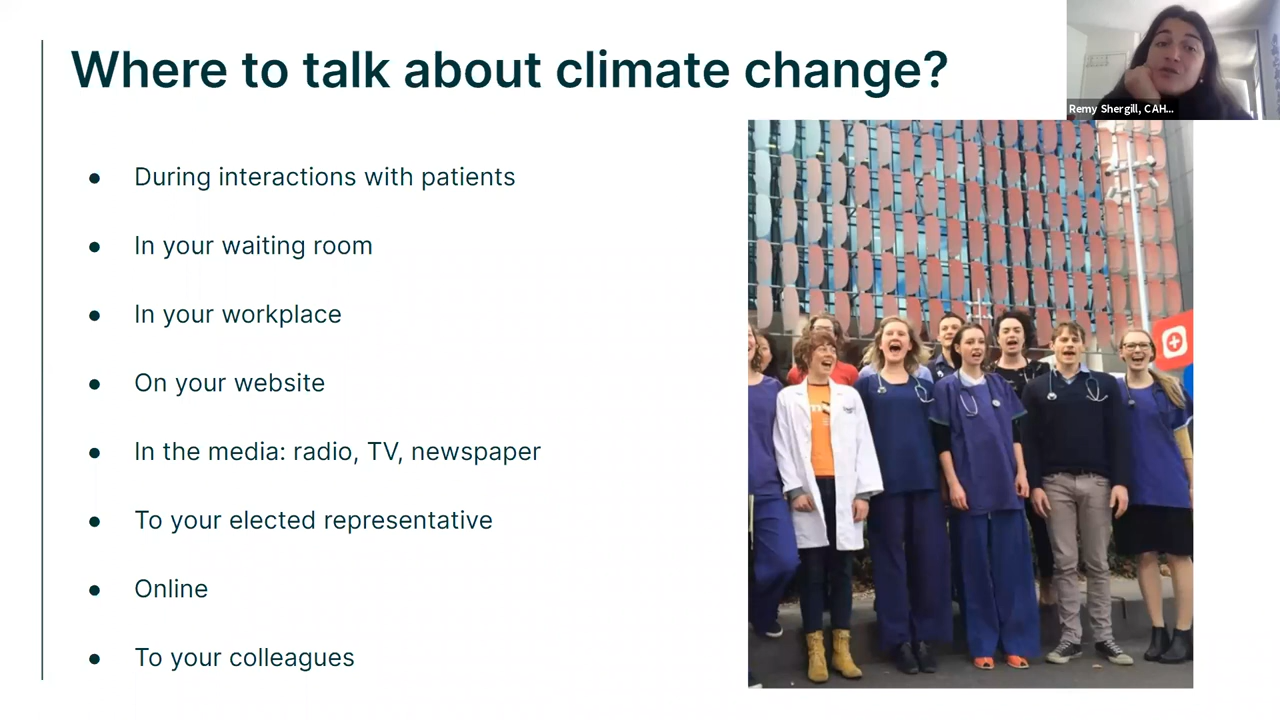 Where to talk about climate change?
Remy Shergill, CAH...
● During interactions with patients
● In your waiting room
● In your workplace
● On your website
● In the media: radio, TV, newspaper
● To your elected representative
● Online
● To your colleagues